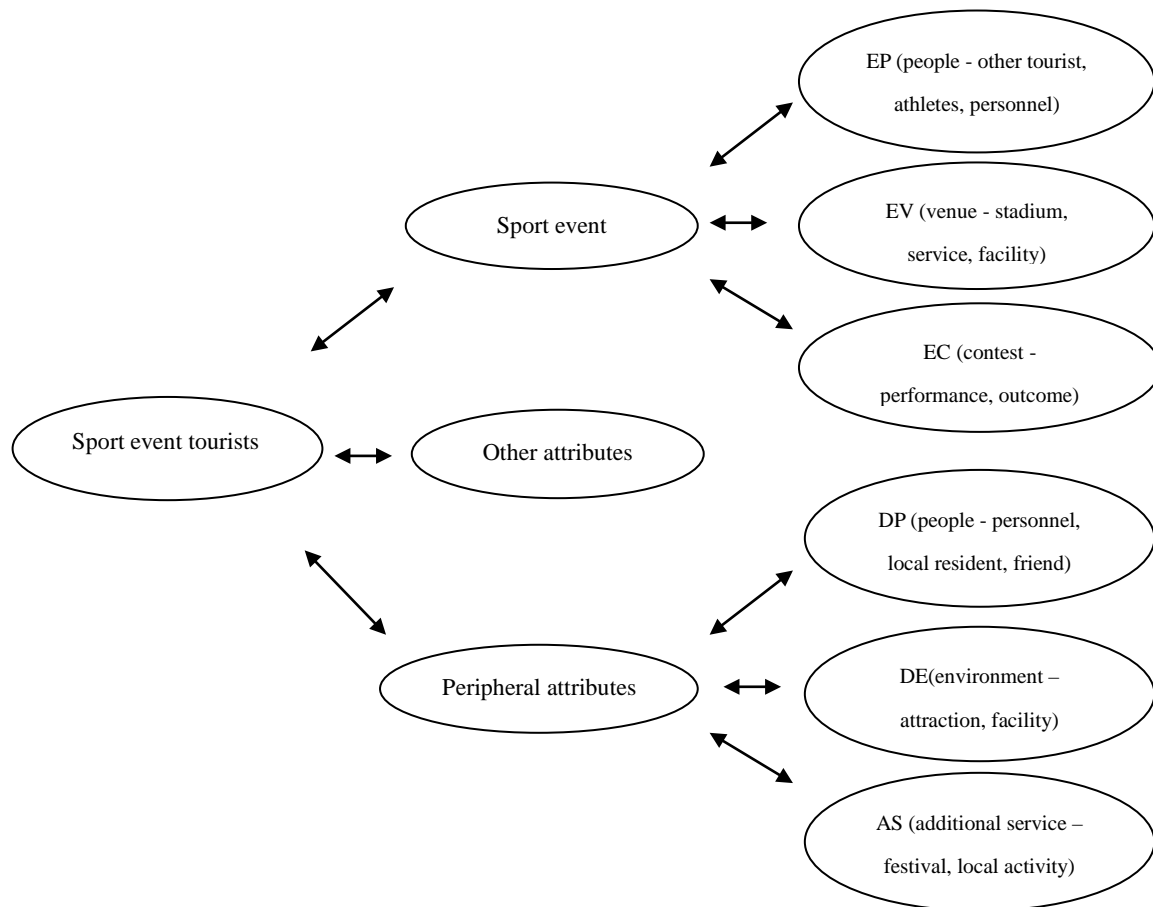 EP (people - other tourist,
athletes, personnel)
Sport event
EV (venue - stadium,
service, facility)
EC (contest -
performance, outcome)
Sport event tourists
Other attributes
DP (people - personnel,
local resident, friend)
Peripheral attributes
DE(environment –
attraction, facility)
AS (additional service –
festival, local activity)